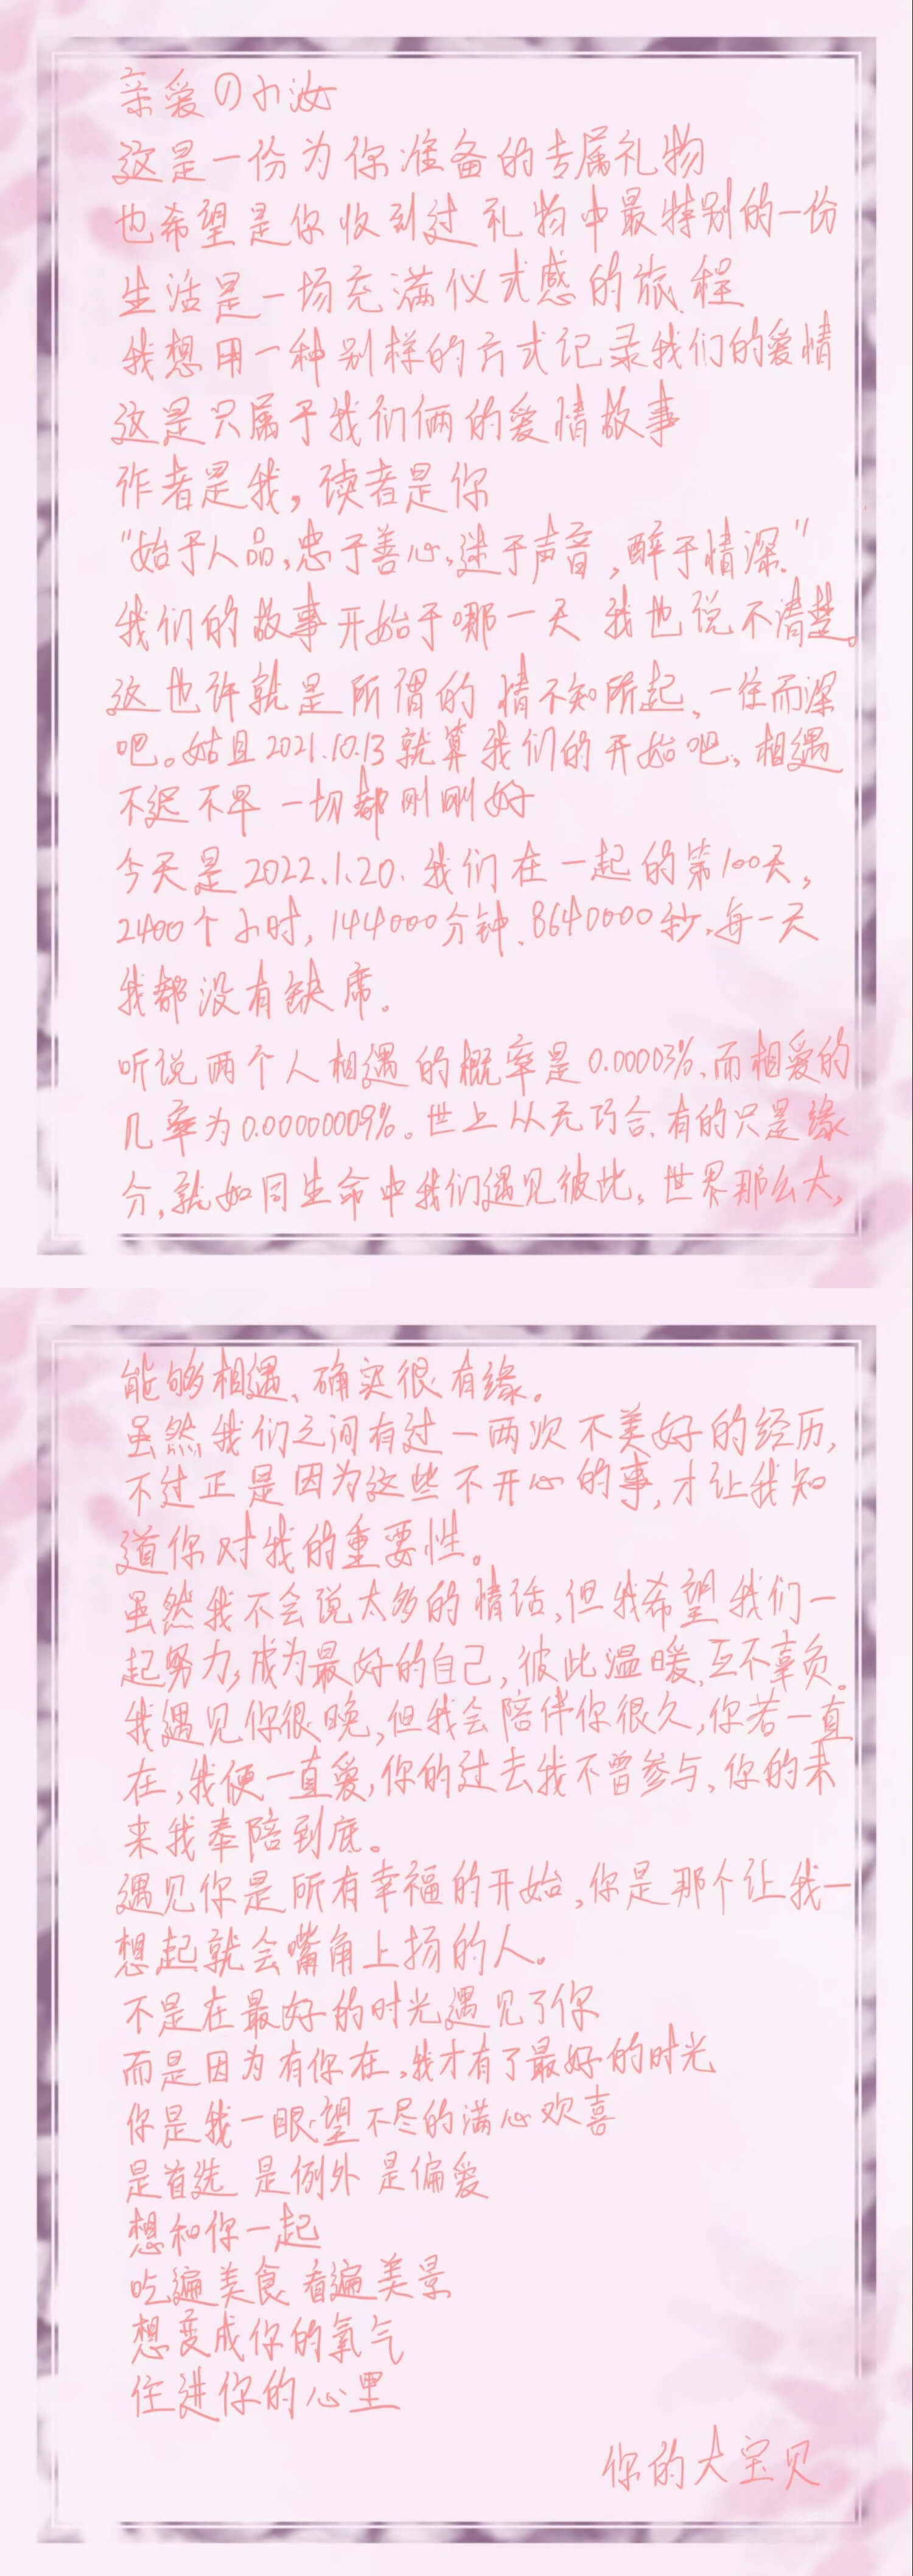 亲爱の小汝
这是一份为你准备的专属礼物
也希望是你收到过礼物中最特别的一份
生活是一场充满仪式感的旅程
我想用一种别样的方式记录我们的爱情
这是只属于我们俩的爱情故事
作者是我,读者是你
"始于人品,忠于善心,迷于声音,醉于情深."
我们的故事开始于哪一天 我也说不清楚。
这也许就是所谓的 情不知所起,一往而深
吧。姑且2021.10.13就算我们的开始吧,相遇
不迟不早 一切都刚刚好
今天是2022.1.20.我们在一起的第100天,
2400个小时,144000分钟、8640000秒,每一天
我都没有缺席.
听说两个人相遇的概率是0.00003%,而相爱的
几率为0.00000009%。世上从无巧合,有的只是缘
分,就如同生命中我们遇见彼此,世界那么大,
能够相遇、确实很有缘。
虽然我们之间有过一两次不美好的经历,
不过正是因为这些不开心的事,才让我知
道你对我的重要性。
虽然我不会说太多的情话,但我希望我们一
起努力,成为最好的自己,彼此温暖,互不辜负。
我遇见你很晚,但我会陪伴你很久,你若一直
在,我便一直爱,你的过去我不曾参与,你的未
来我奉陪到底。
遇见你是所有幸福的开始,你是那个让我一
想起就会嘴角上扬的人。
不是在最好的时光遇见了你
而是因为有你在,我才有了最好的时光
你是我一眼望不尽的满心欢喜
是首选 是例外 是偏爱
想和你一起
吃遍美食 看遍美景
想变成你的氧气
住进你的心里
你的大宝贝